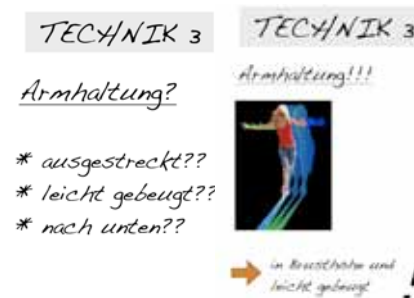 TECHNIK 3
Armhaltung?
* ausgestreckt??
* leicht gebeugt??
* nach unten??
TECHNIK 3
Armhaltung!!!
in Brusthöhe und
leicht gebeugt